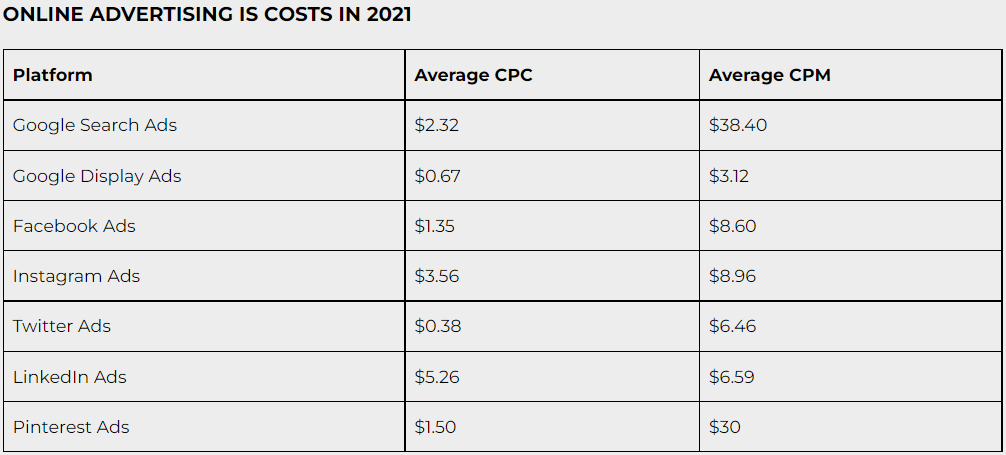 ONLINE ADVERTISING IS COSTS IN 2021
Platform Average CPC Average CPM
Google Search Ads $2.32 $38.40
Google Display Ads $0.67 $3.12
Facebook Ads $1.35 $8.60
Instagram Ads $3.56 $8.96
Twitter Ads $0.38 $6.46
LinkedIn Ads $5.26 $6.59
Pinterest Ads $1.50 $30